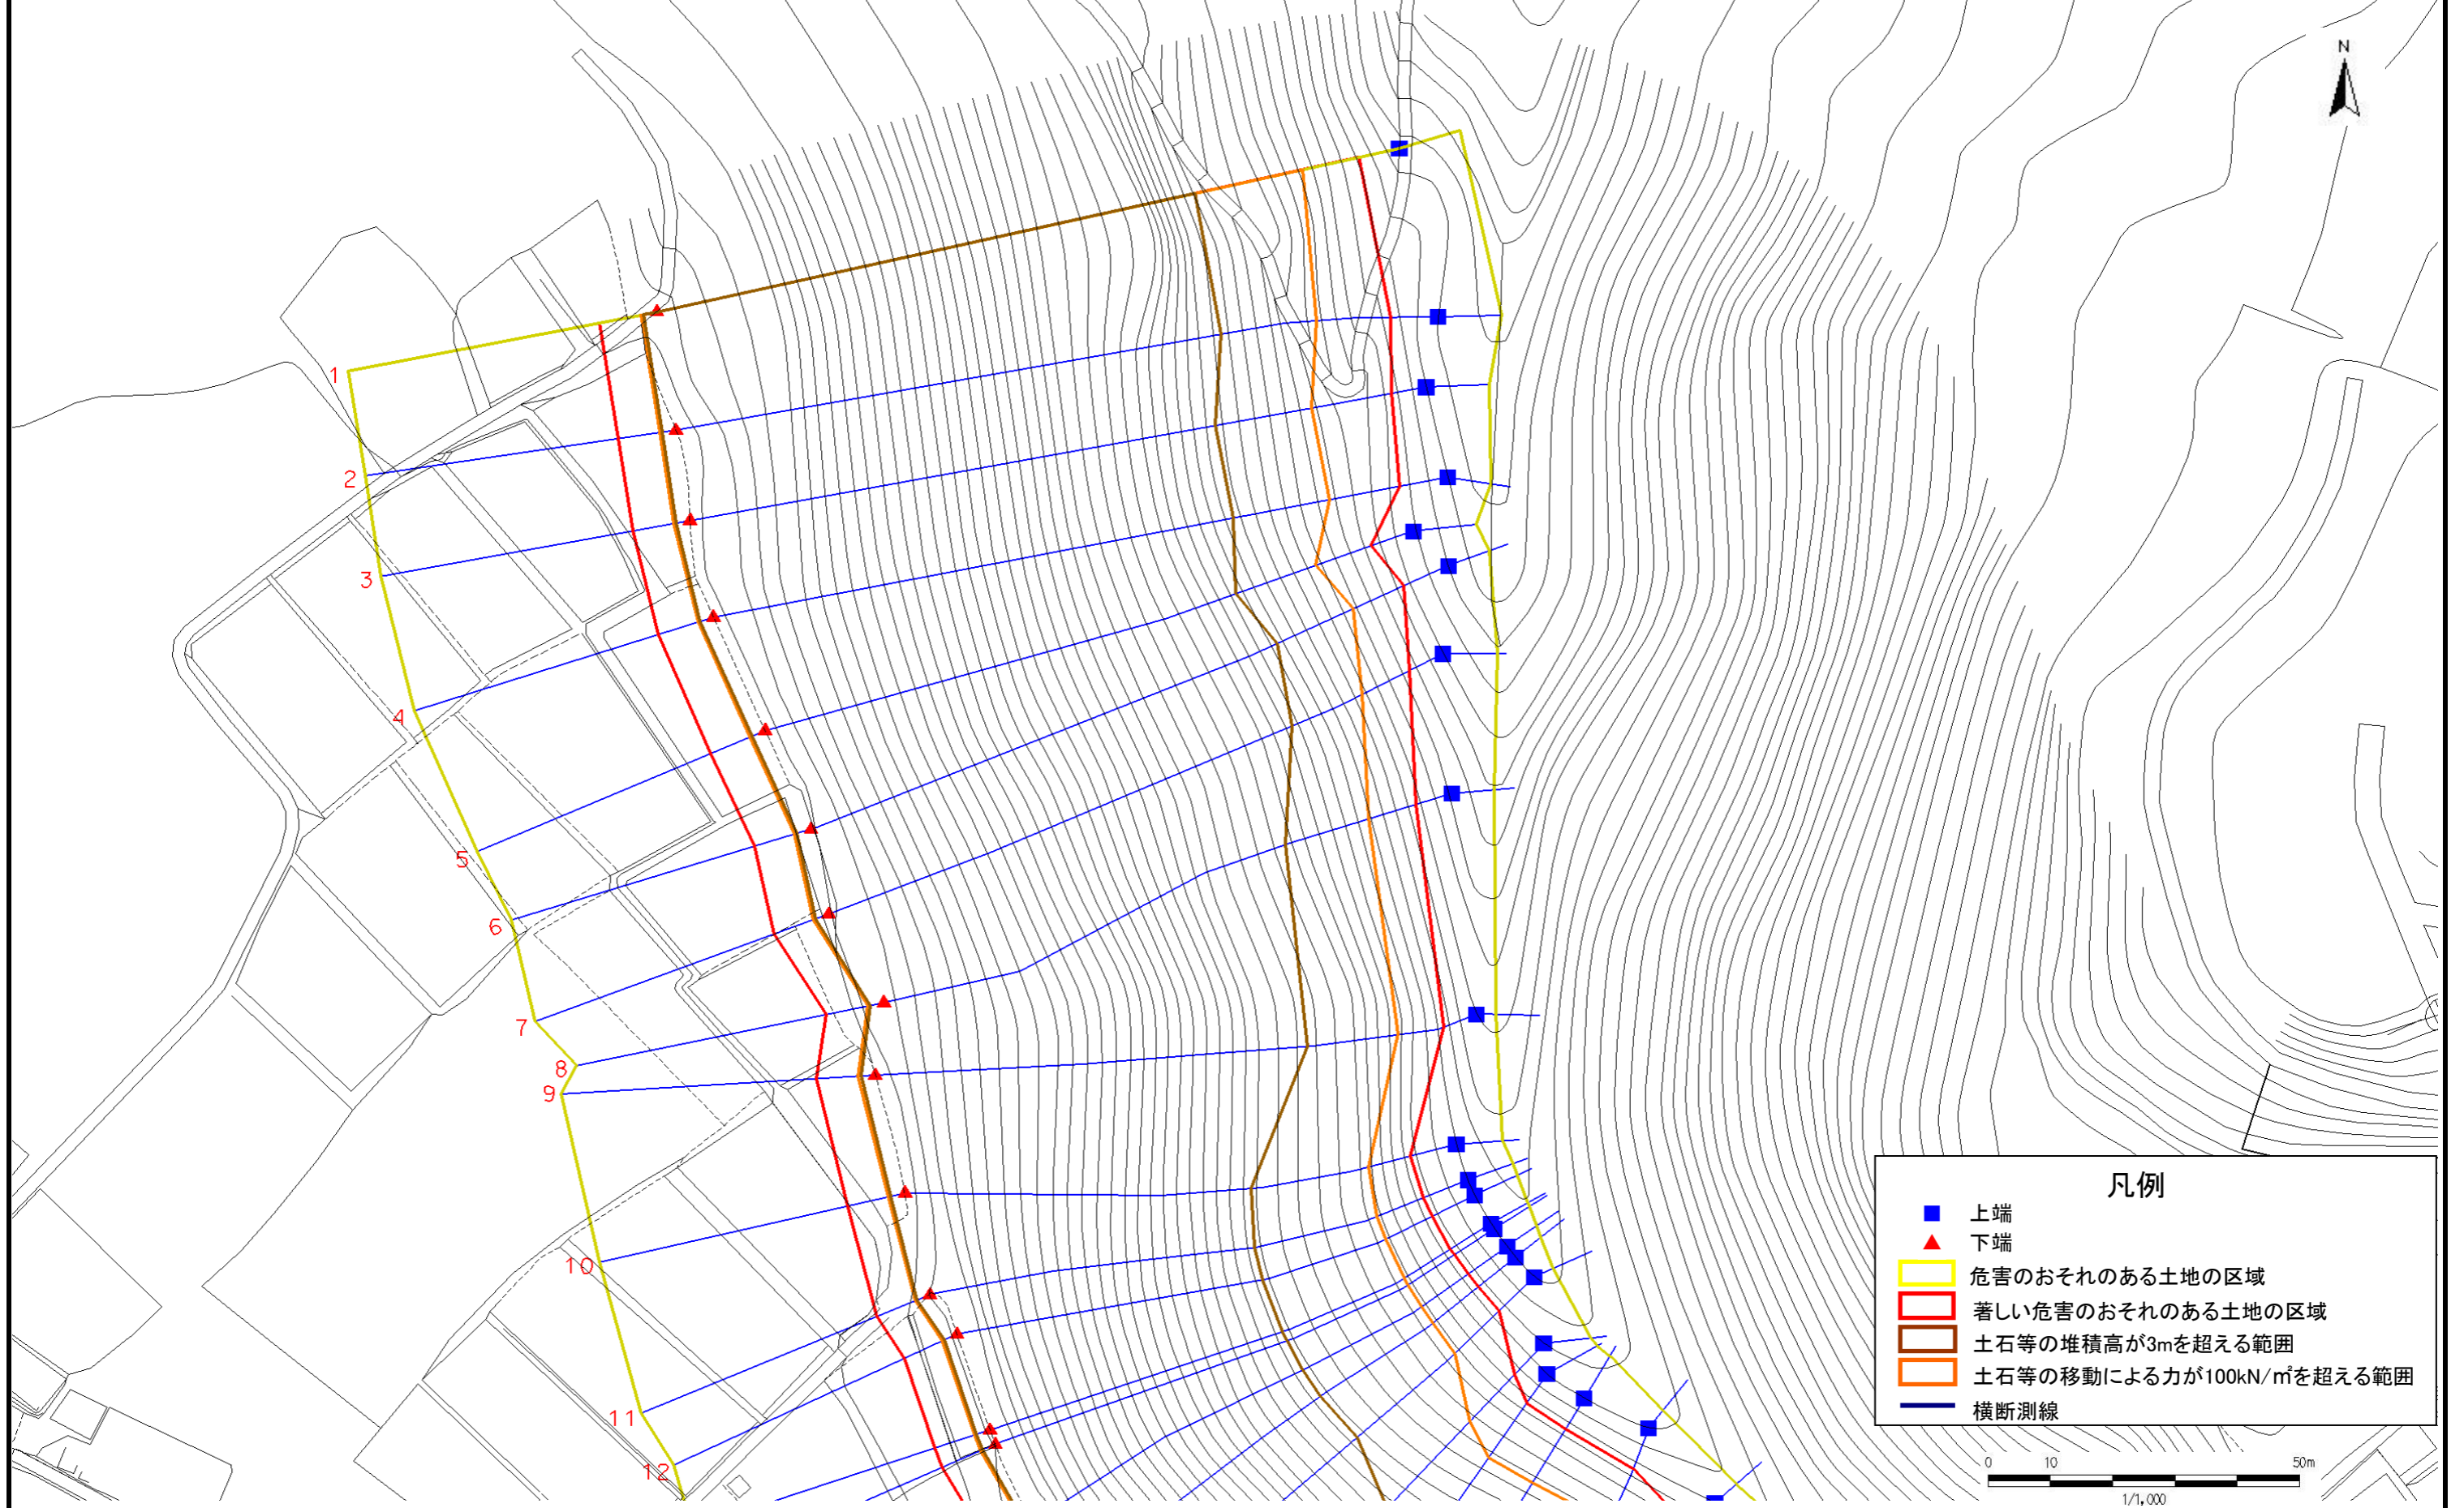 N
1
2
3
4
5
6
7
8
9
10
11
12
凡例
上端
下端
危害のおそれのある土地の区域
著しい危害のおそれのある土地の区域
土石等の堆積高が3mを超える範囲
土石等の移動による力が100kN/㎡を超える範囲
横断測線
0 10 50m
1/1,000